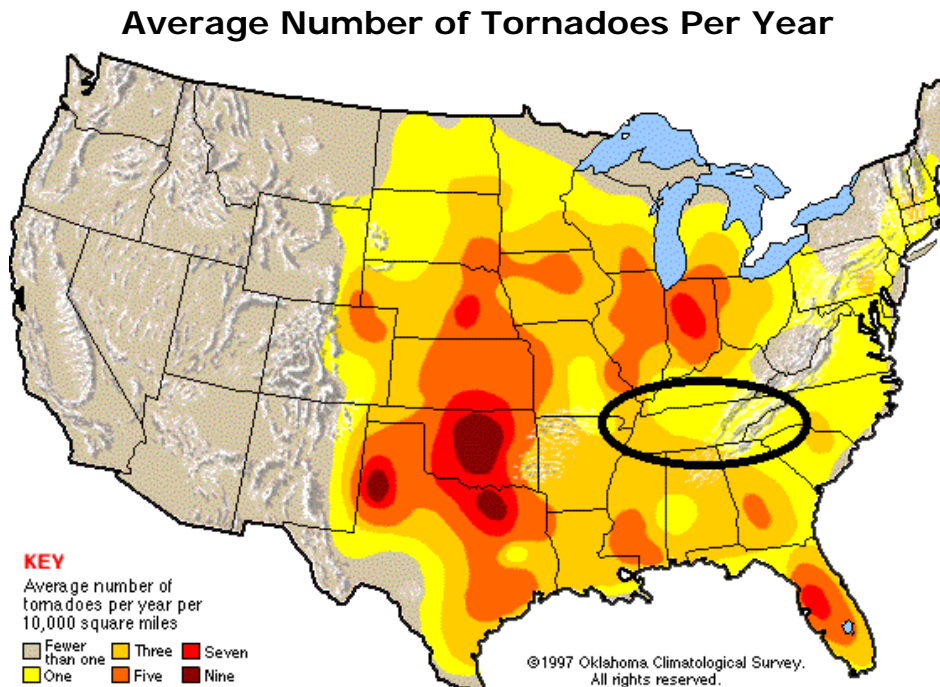 Average Number of Tornadoes Per Year
KEY
Average number of
tornadoes per year per
10,000 square miles
Fewer
than one
Three
Seven
One
Five
Nine
©1997 Oklahoma Climatological Survey.
All rights reserved.